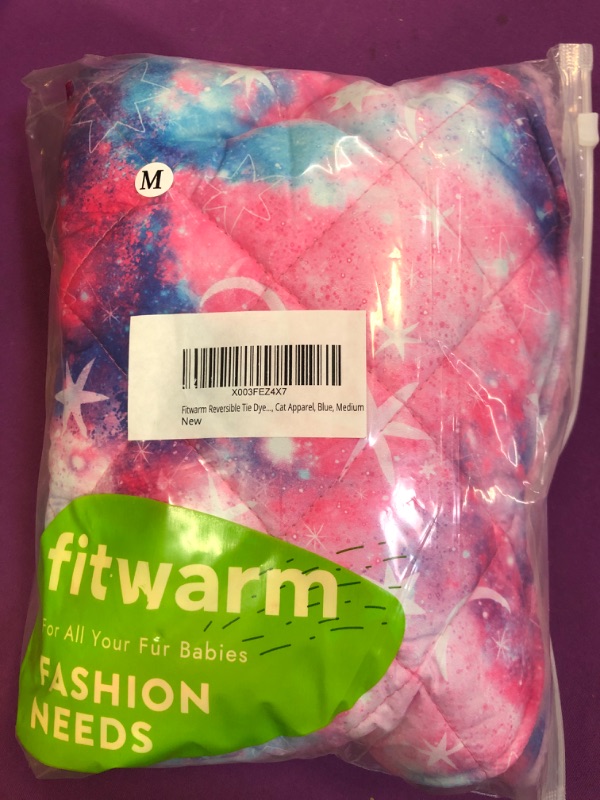 M
X003FEZ4X7
Fitwarm Reversible Tie Dye..., Cat Apparel, Blue, Medium
New
fitwarm
For All Your Fur Babies
FASHION
NEEDS